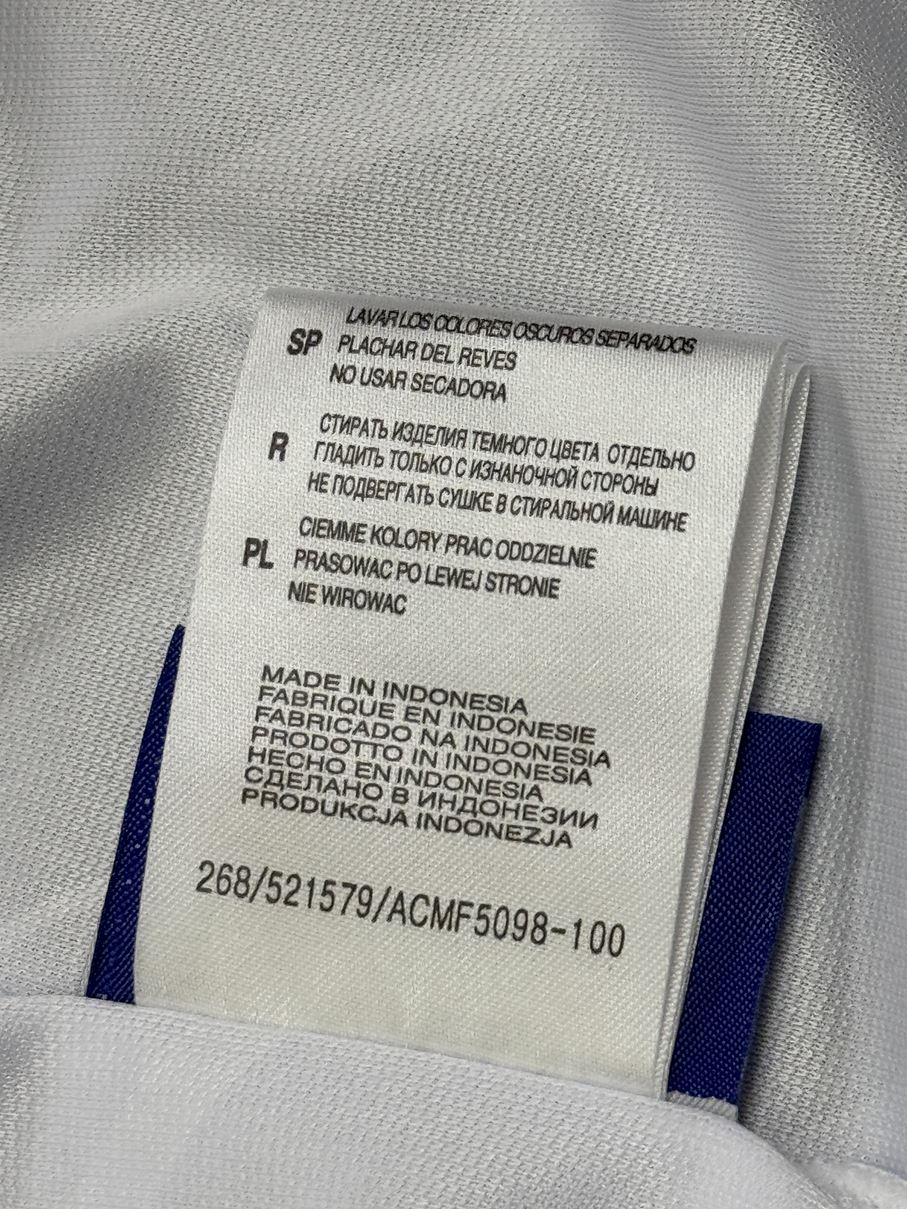 LAVAR LOS COLORES OSCUROS SEPARADOS
SP PLACHAR DEL REVES
NO USAR SECADORA
СТИРАТЬ ИЗДЕЛИЯ ТЕМНОГО ЦВЕТА ОТДЕЛЬНО
R ГЛАДИТЬ ТОЛЬКО С ИЗНАНОЧНОЙ СТОРОНЫ
НЕ ПОДВЕРГАТЬ СУШКЕ В СТИРАЛЬНОЙ МАШИНЕ
CIEMME KOLORY PRAC ODDZIELNIE
PL PRASOWAC PO LEWEJ STRONIE
NIE WIROWAC
MADE IN INDONESIA
FABRIQUE EN INDONESIE
FABRICADO NA INDONESIA
PRODOTTO IN INDONESIA
HECHO EN INDONESIA
СДЕЛАНО В ИНДОНЕЗИИ
PRODUKCJA INDONEZJA
268/521579/ACMF5098-100